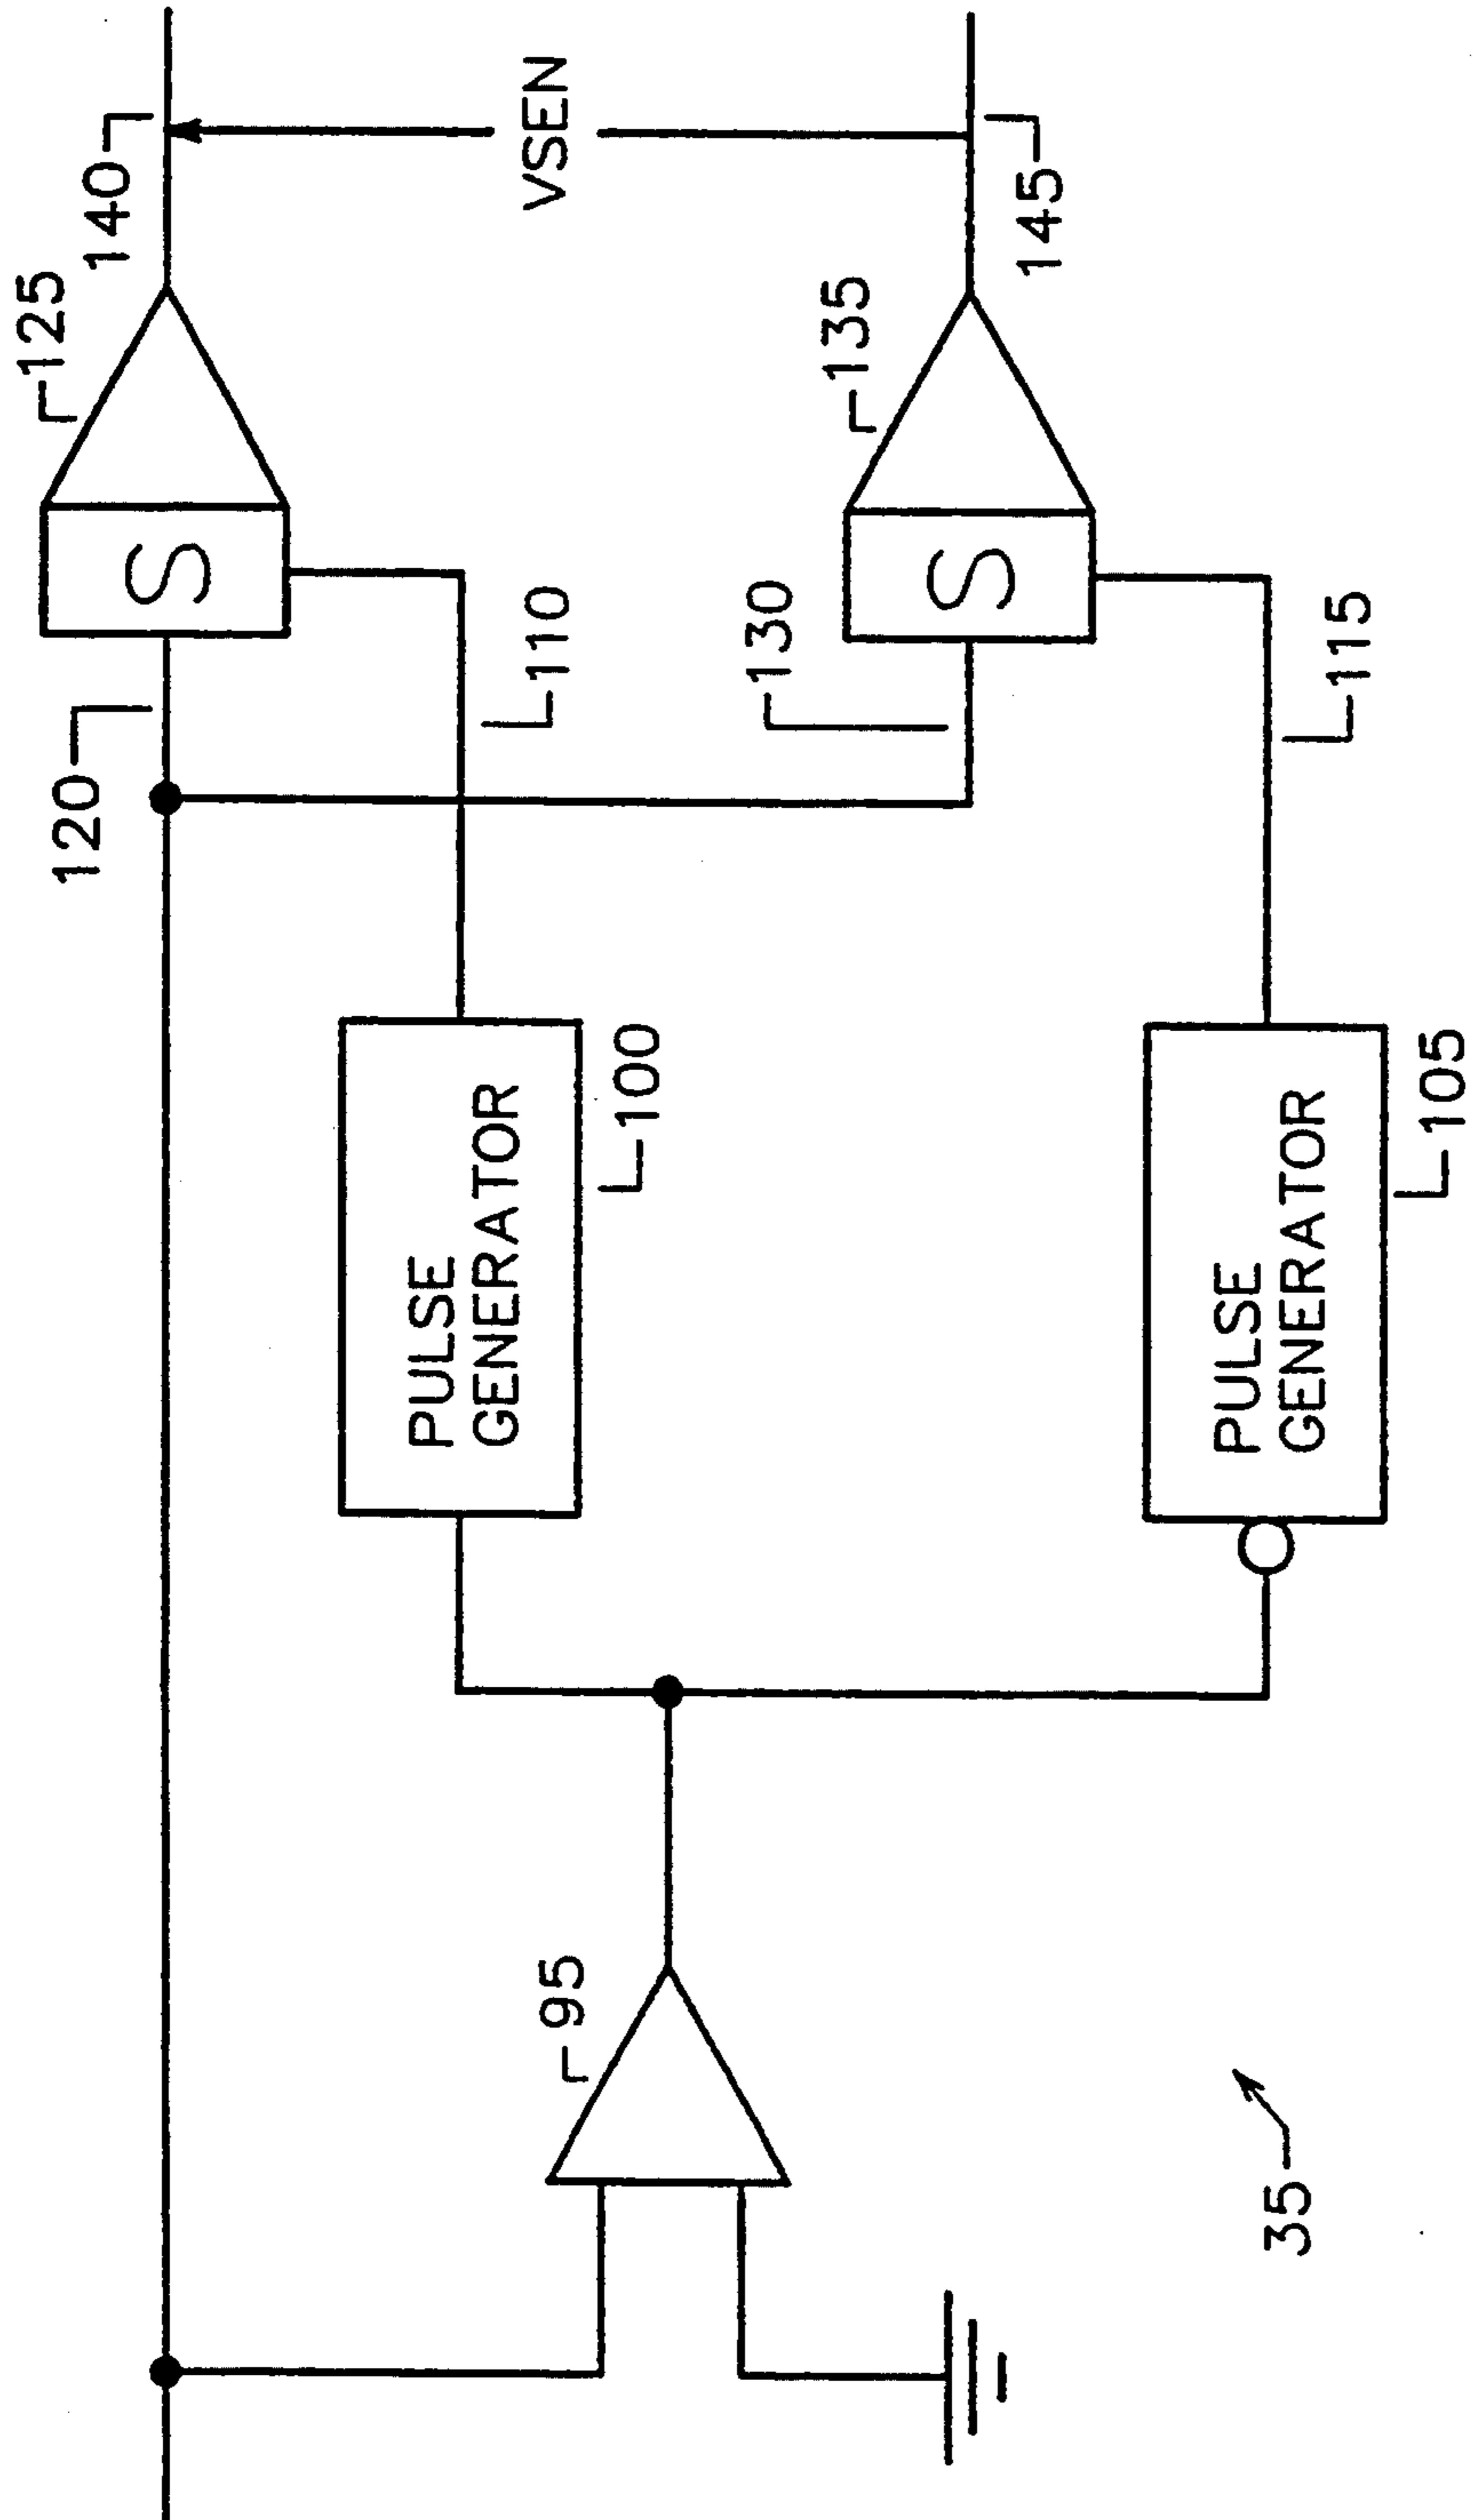 125
140
120
S
VSEN
110
PULSE
GENERATOR
100
95
130
135
S
145
115
PULSE
GENERATOR
105
35